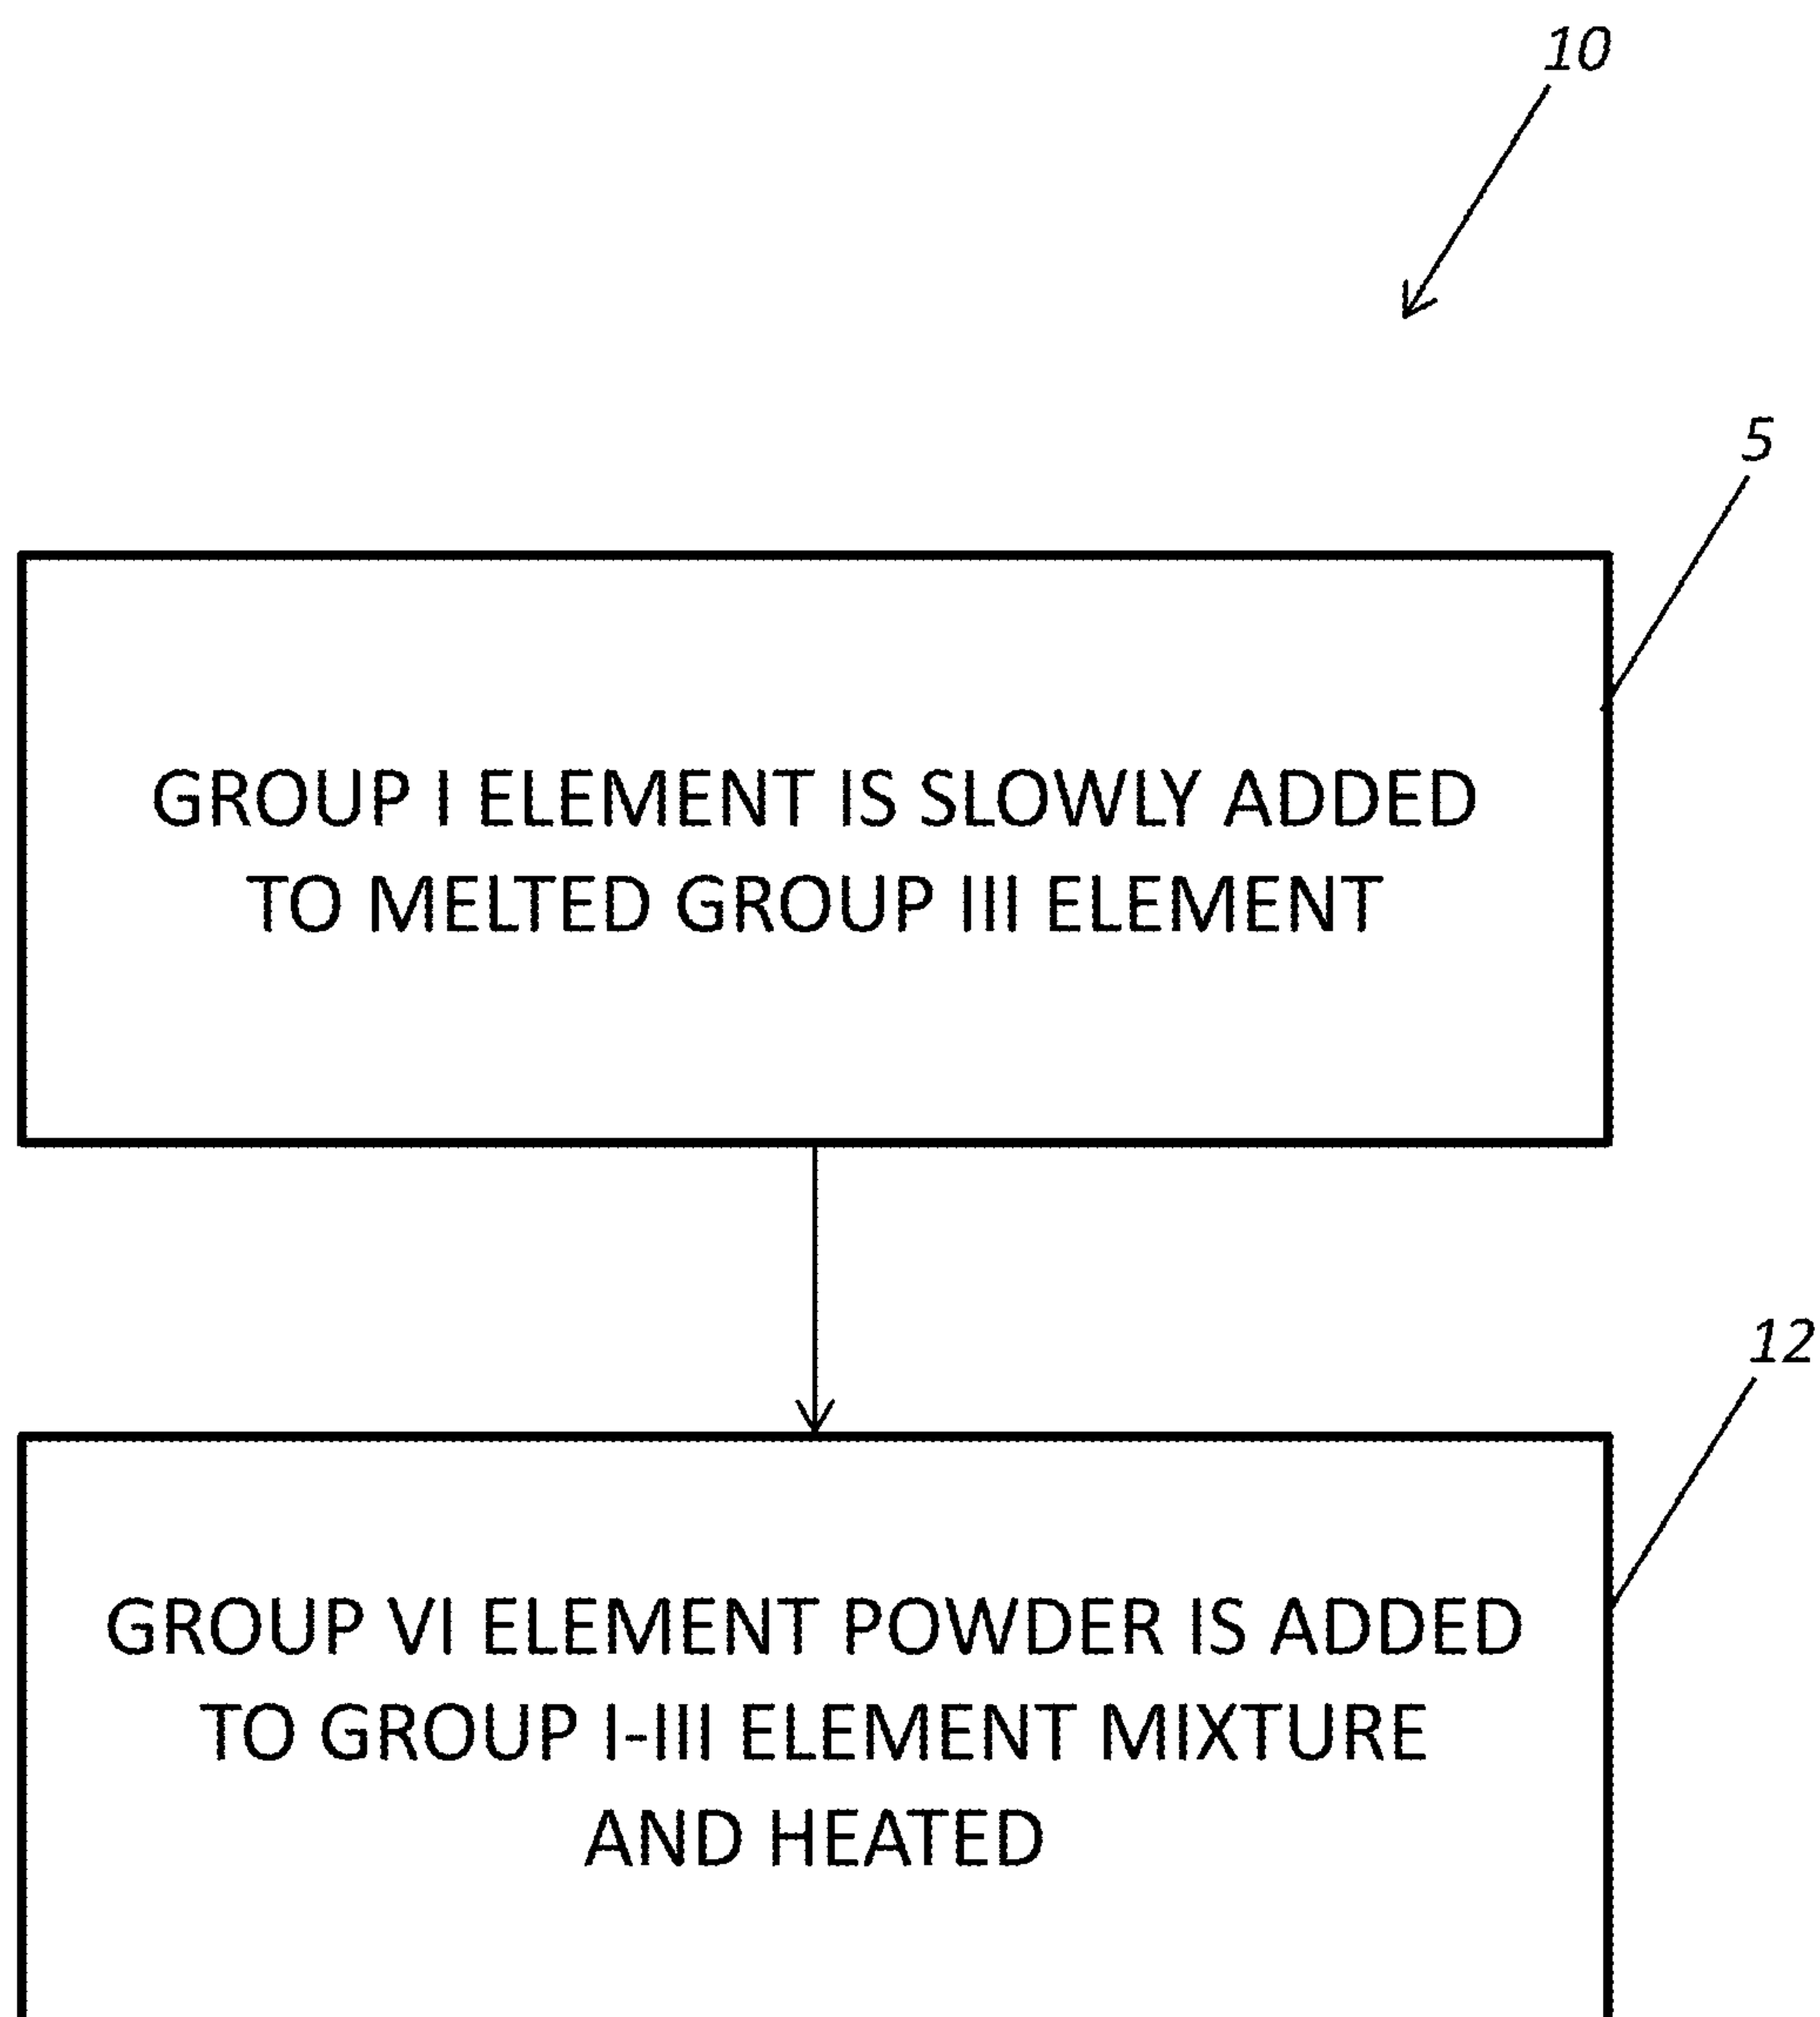 10
5
GROUP I ELEMENT IS SLOWLY ADDED
TO MELTED GROUP III ELEMENT
12
GROUP VI ELEMENT POWDER IS ADDED
TO GROUP I-III ELEMENT MIXTURE
AND HEATED